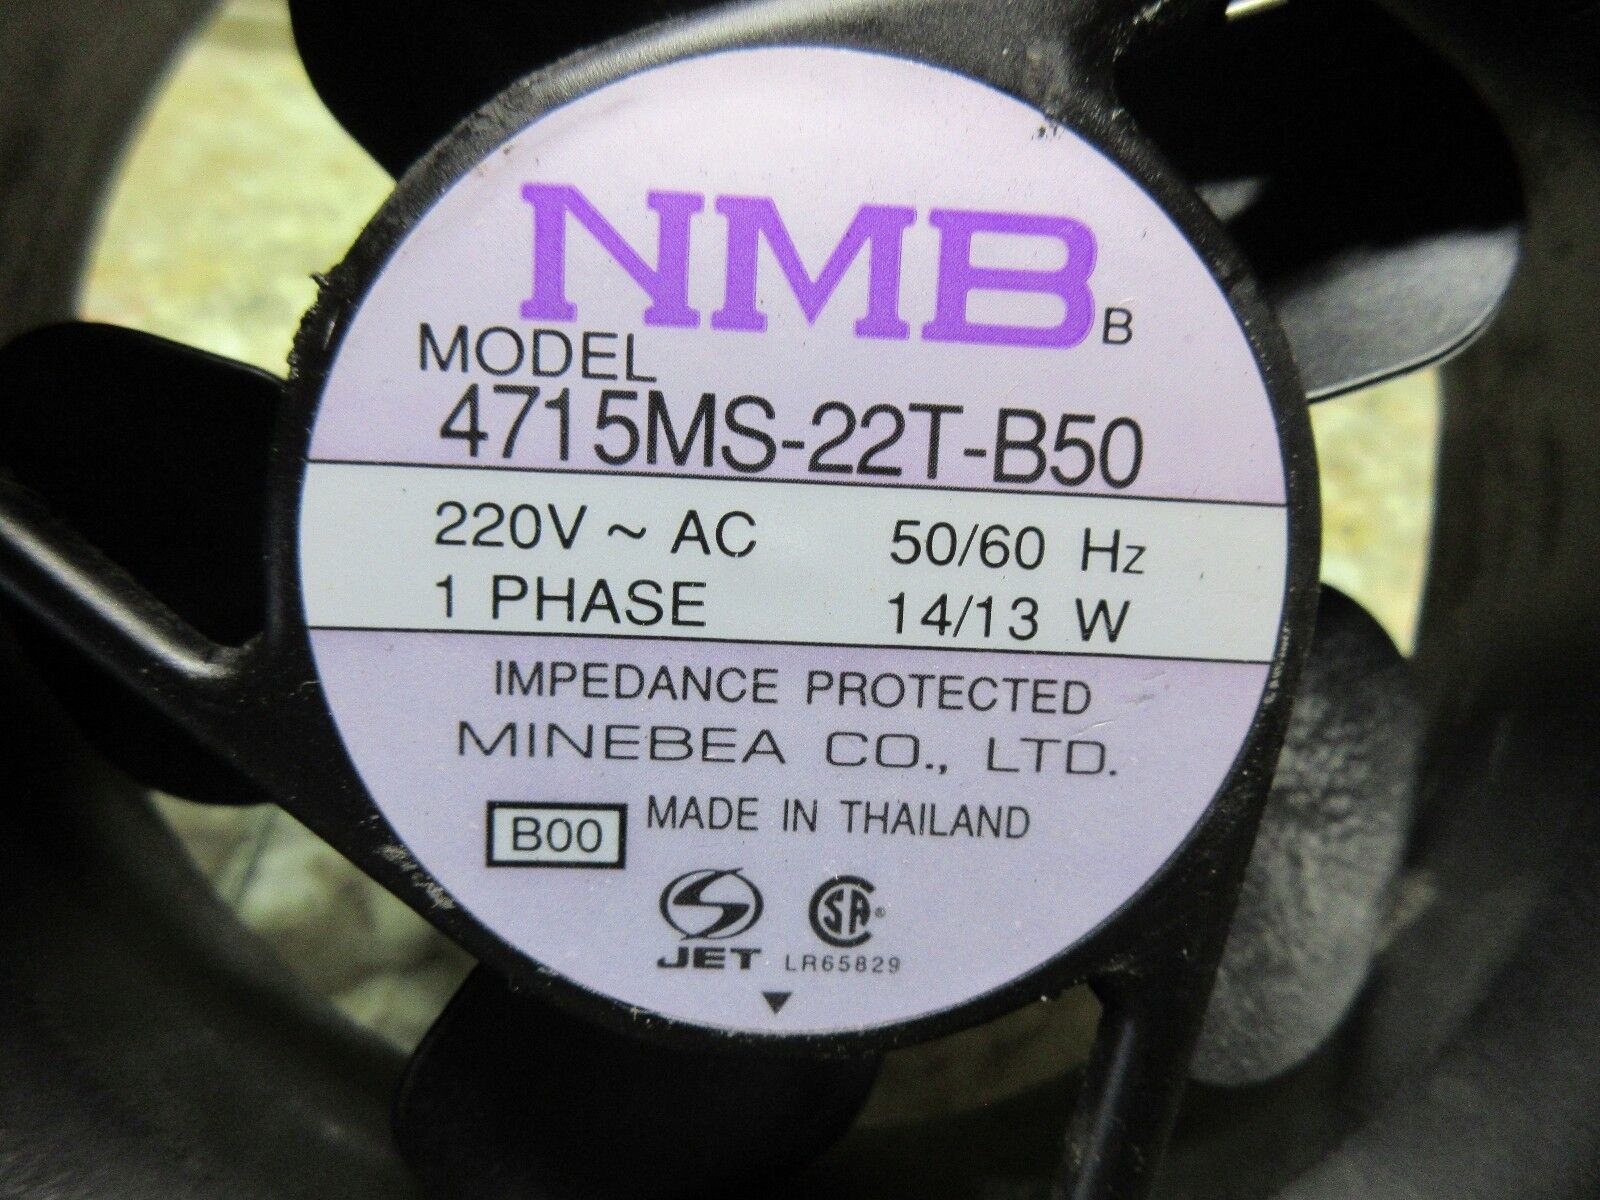 NMB B
MODEL
4715MS-22T-B50
220V ~ AC 50/60 Hz
1 PHASE 14/13 W
IMPEDANCE PROTECTED
MINEBEA CO., LTD.
B00 MADE IN THAILAND
S JET SA ®
LR65829